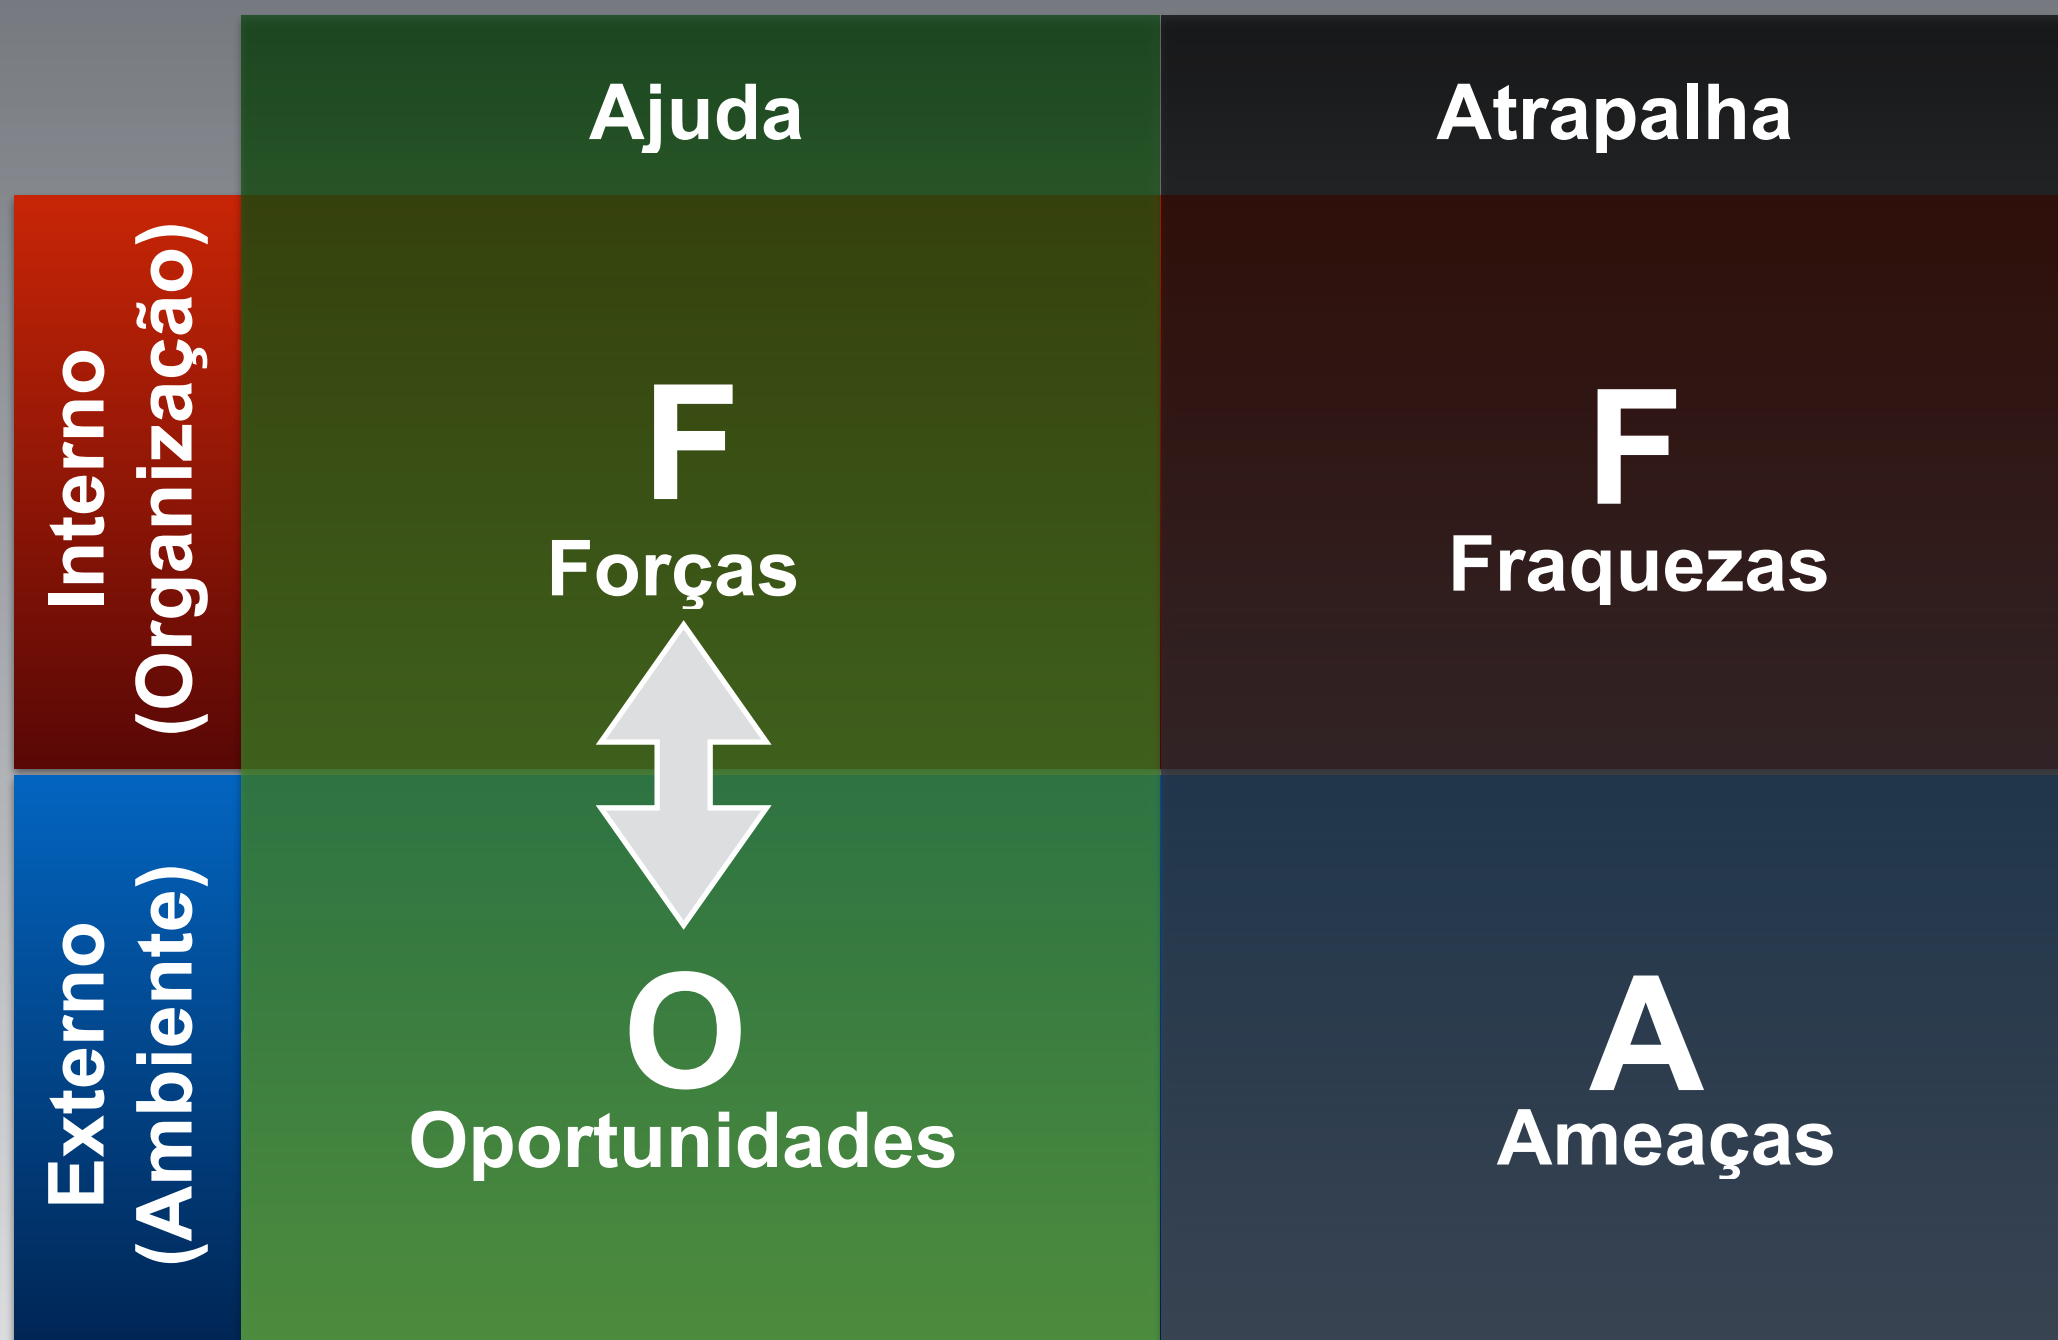 Ajuda
Atrapalha
Interno
(Organização)
F
Forças
F
Fraquezas
Externo
(Ambiente)
O
Oportunidades
A
Ameaças